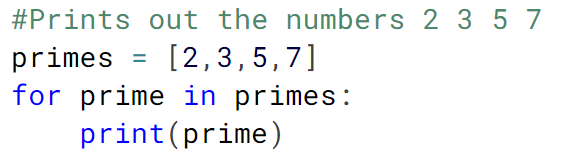 #Prints out the numbers 2 3 5 7
primes = [2,3,5,7]
for prime in primes:
    print(prime)